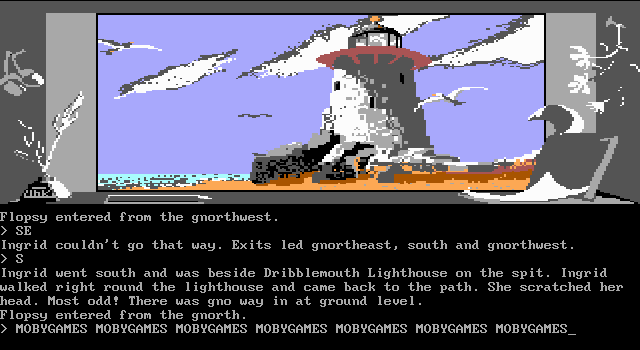 Ink
Flopsy entered from the gnorthwest.
> SE
Ingrid couldn't go that way. Exits led gnortheast, south and gnorthwest.
> S
Ingrid went south and was beside Dribblemouth Lighthouse on the spit. Ingrid
walked right round the lighthouse and came back to the path. She scratched her
head. Most odd! There was gno way in at ground level.
Flopsy entered from the gnorth.
> MOBYGAMES MOBYGAMES MOBYGAMES MOBYGAMES MOBYGAMES MOBYGAMES MOBYGAMES_